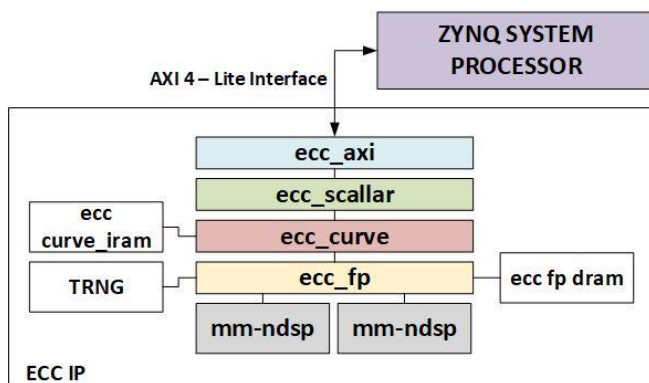 ZYNQ SYSTEM
PROCESSOR
AXI 4 – Lite Interface
ecc_axi
ecc_scallar
ecc
curve_iram
ecc_curve
TRNG
ecc_fp
ecc fp dram
mm-ndsp
mm-ndsp
ECC IP